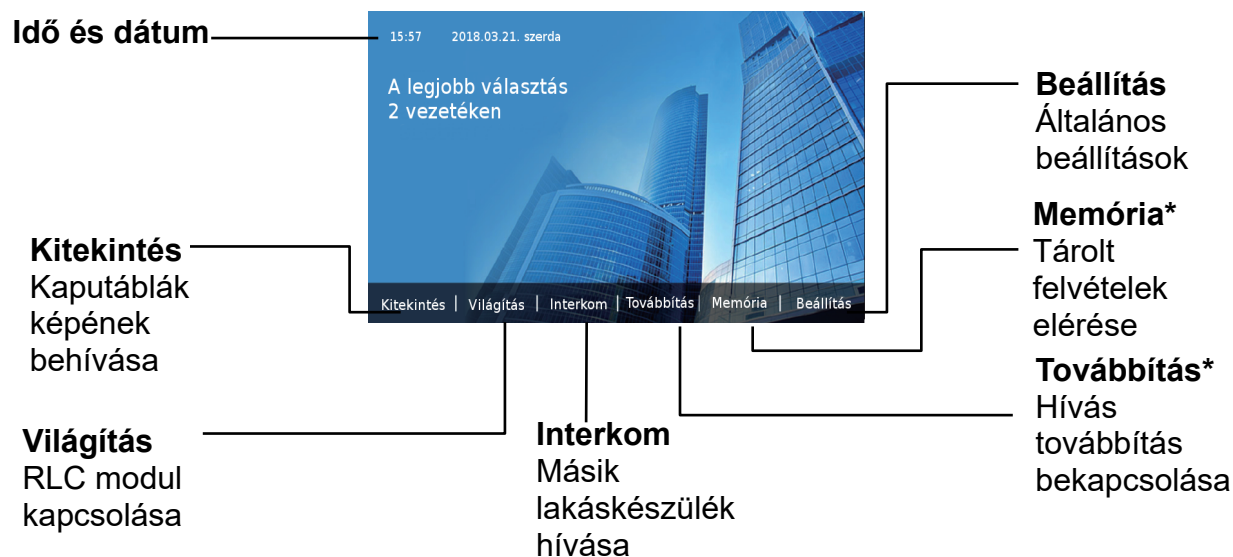 Idő és dátum
15:57 2018.03.21. szerda
A legjobb választás
2 vezetéken
Kitekintés | Világítás | Interkom | Továbbítás | Memória | Beállítás
Kitekintés
Kaputáblák
képének
behívása
Világítás
RLC modul
kapcsolása
Interkom
Másik
lakáskészülék
hívása
Beállítás
Általános
beállítások
Memória*
Tárolt
felvételek
elérése
Továbbítás*
Hívás
továbbítás
bekapcsolása